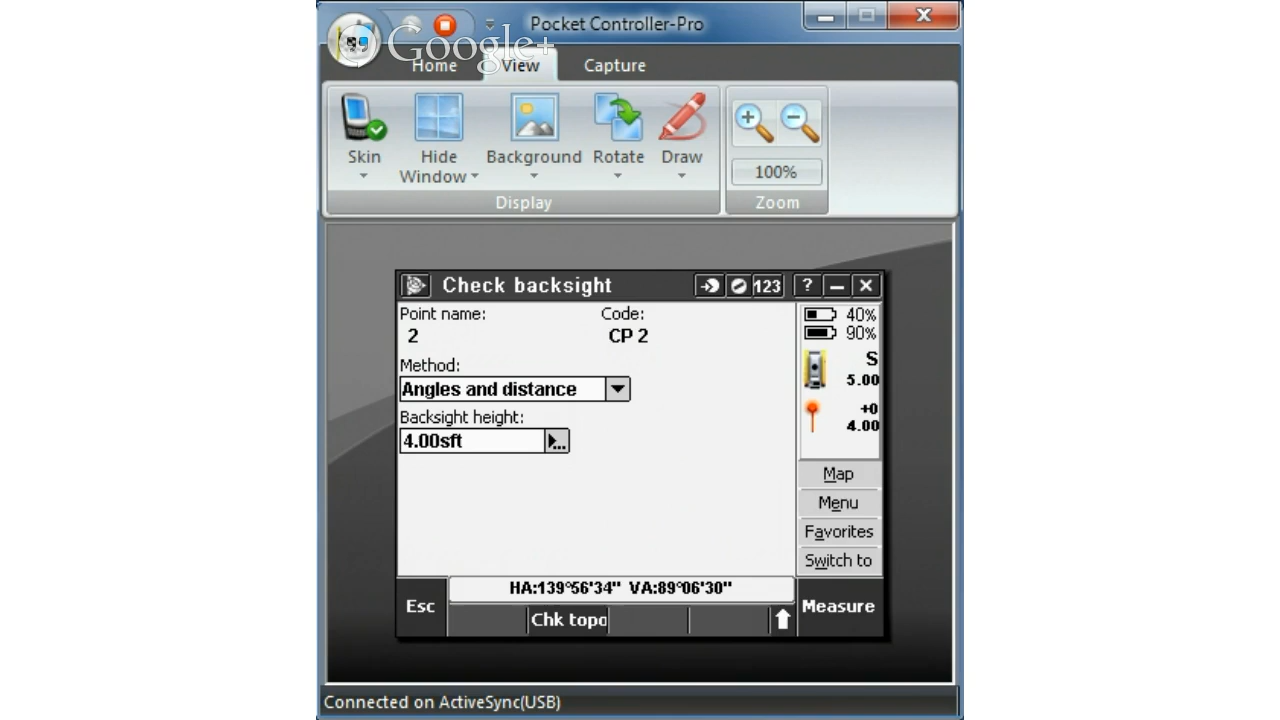 Pocket Controller-Pro
Google+
Home View Capture
Skin Hide Window Background Rotate Draw
100%
Display Zoom
Check backsight 123 ?
Point name: Code:
2 CP 2
Method:
Angles and distance
Backsight height:
4.00sft
40%
90%
S
5.00
+0
4.00
Map
Menu
Favorites
Switch to
HA:139°56'34" VA:89°06'30"
Esc Chk topo Measure
Connected on ActiveSync(USB)